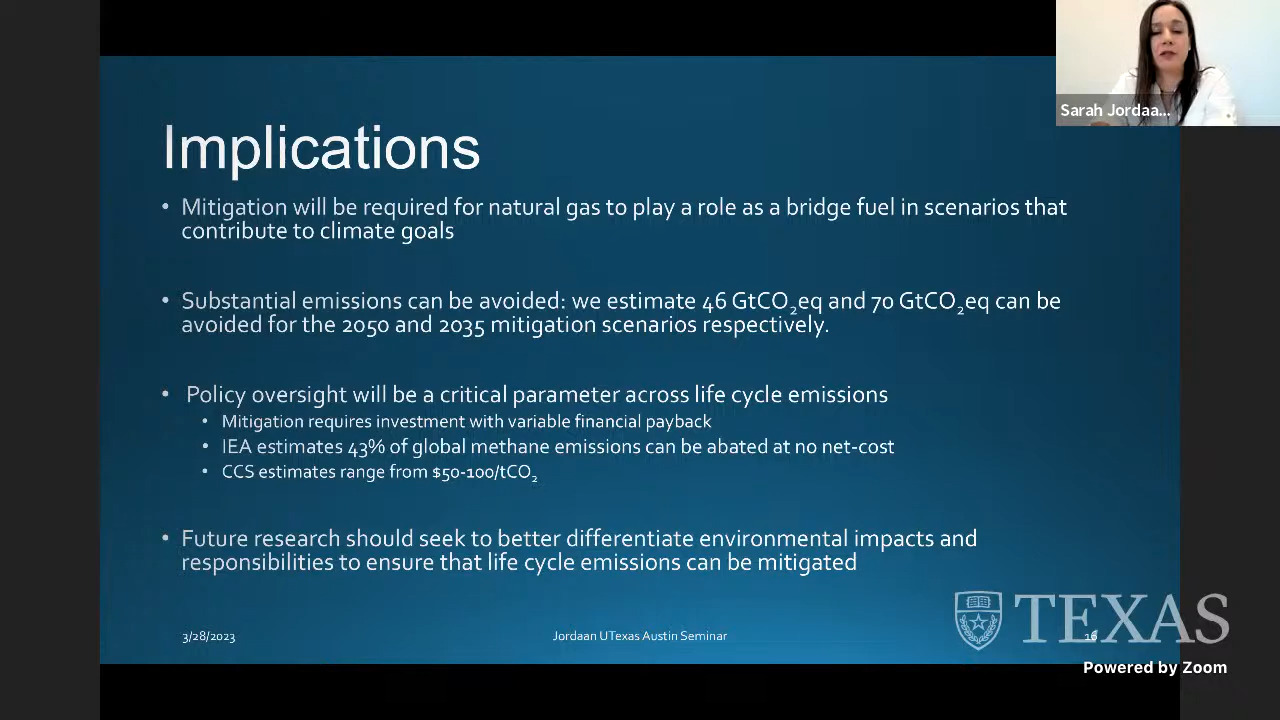 Sarah Jordaa...
Implications
• Mitigation will be required for natural gas to play a role as a bridge fuel in scenarios that
contribute to climate goals
• Substantial emissions can be avoided: we estimate 46 GtCO₂eq and 70 GtCO₂eq can be
avoided for the 2050 and 2035 mitigation scenarios respectively.
• Policy oversight will be a critical parameter across life cycle emissions
• Mitigation requires investment with variable financial payback
• IEA estimates 43% of global methane emissions can be abated at no net-cost
• CCS estimates range from $50-100/tCO₂
• Future research should seek to better differentiate environmental impacts and
responsibilities to ensure that life cycle emissions can be mitigated
3/28/2023
Jordaan UTexas Austin Seminar
16
TEXAS
Powered by Zoom